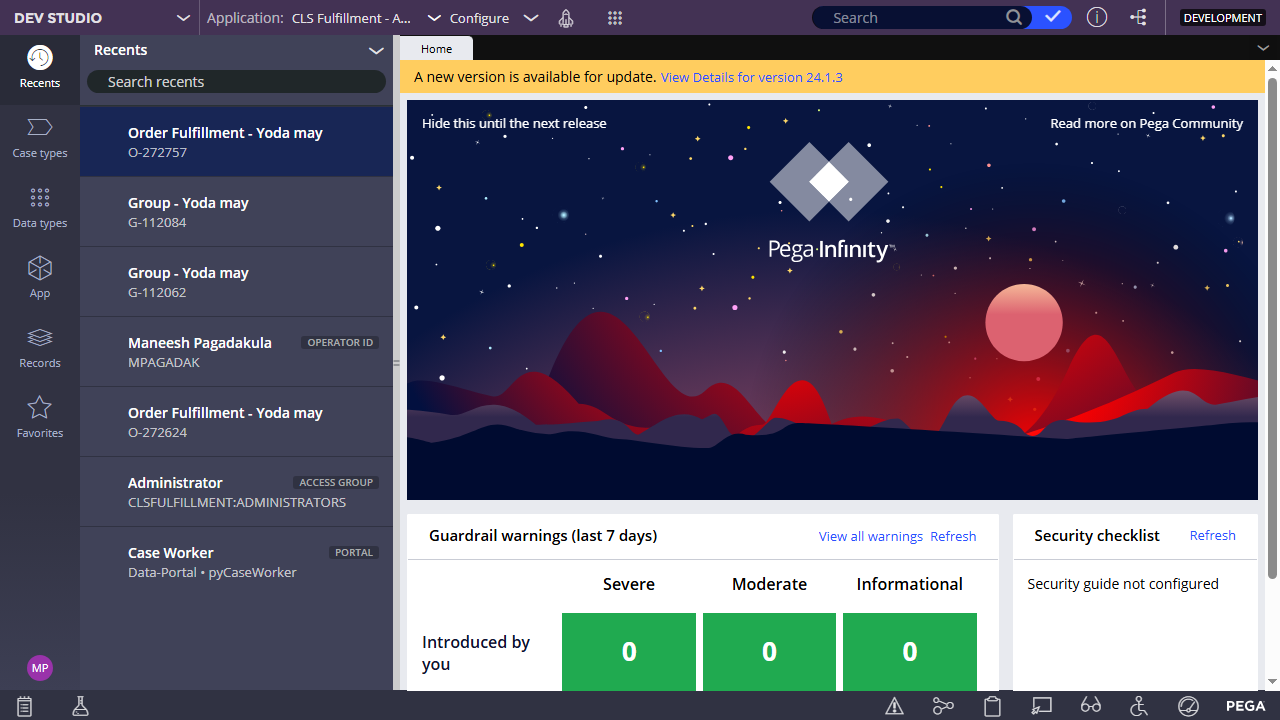 DEV STUDIO
Application: CLS Fulfillment - A...
Configure
Search
DEVELOPMENT
Recents
Case types
Data types
App
Records
Favorites
MP
Recents
Search recents
Order Fulfillment - Yoda may
O-272757
Group - Yoda may
G-112084
Group - Yoda may
G-112062
Maneesh Pagadakula OPERATOR ID
MPAGADAK
Order Fulfillment - Yoda may
O-272624
Administrator ACCESS GROUP
CLSFULFILLMENT:ADMINISTRATORS
Case Worker PORTAL
Data-Portal • pyCaseWorker
Home
A new version is available for update. View Details for version 24.1.3
Hide this until the next release
Read more on Pega Community
Pega Infinity
Guardrail warnings (last 7 days) View all warnings Refresh
Severe Moderate Informational
Introduced by
you
0 0 0
Security checklist Refresh
Security guide not configured
PEGA